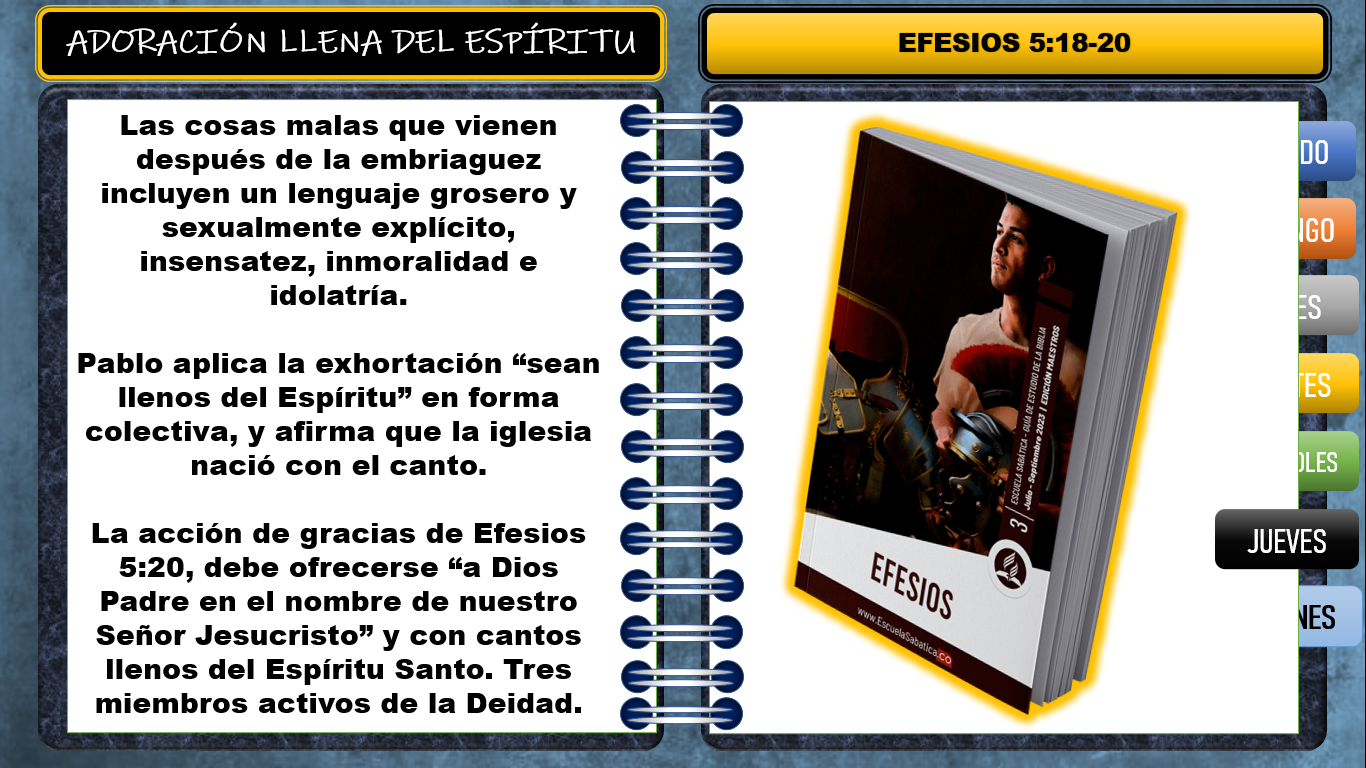 ADORACIÓN LLENA DEL ESPÍRITU
EFESIOS 5:18-20
Las cosas malas que vienen
después de la embriaguez
incluyen un lenguaje grosero y
sexualmente explícito,
insensatez, inmoralidad e
idolatría.
Pablo aplica la exhortación “sean
llenos del Espíritu” en forma
colectiva, y afirma que la iglesia
nació con el canto.
La acción de gracias de Efesios
5:20, debe ofrecerse “a Dios
Padre en el nombre de nuestro
Señor Jesucristo” y con cantos
llenos del Espíritu Santo. Tres
miembros activos de la Deidad.
3 | ESCUELA SABÁTICA - GUÍA DE ESTUDIO DE LA BIBLIA
Julio - Septiembre 2023 | EDICIÓN MAESTROS
EFESIOS
www.EscuelaSabatica.co
DO
NGO
ES
TES
OLES
JUEVES
NES